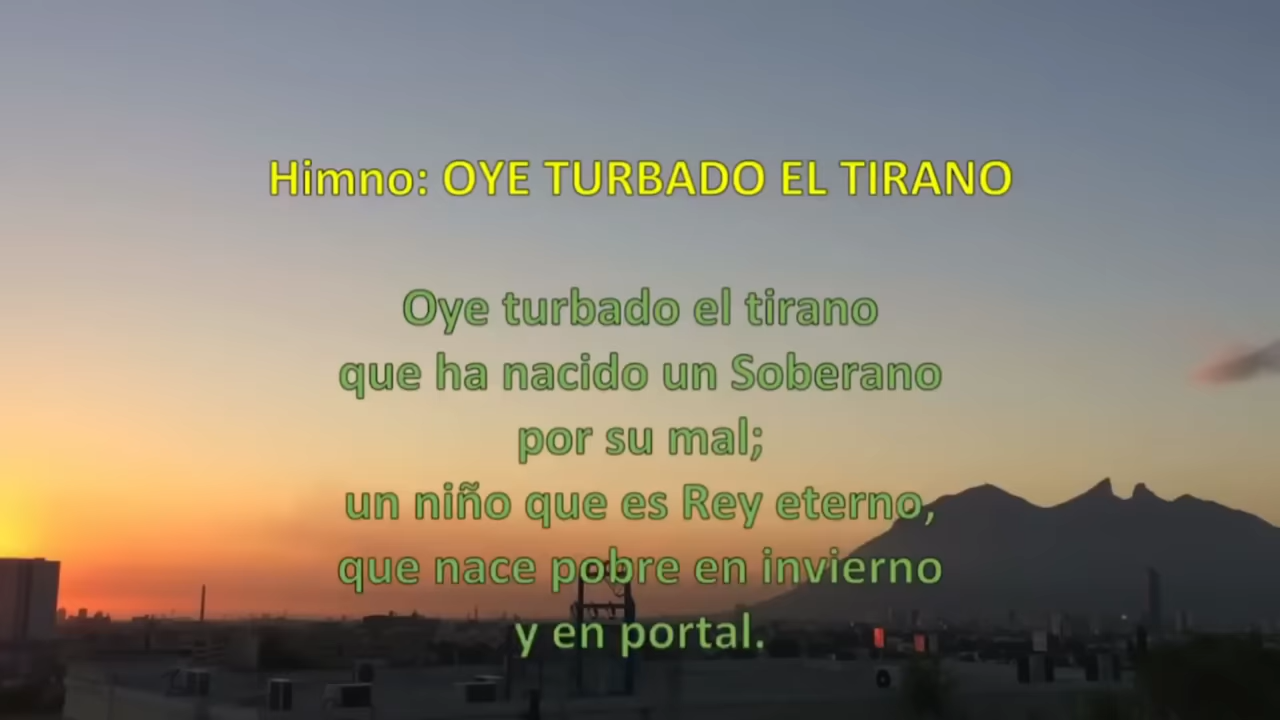 Himno: OYE TURBADO EL TIRANO
Oye turbado el tirano
que ha nacido un Soberano
por su mal;
un niño que es Rey eterno,
que nace pobre en invierno
y en portal.